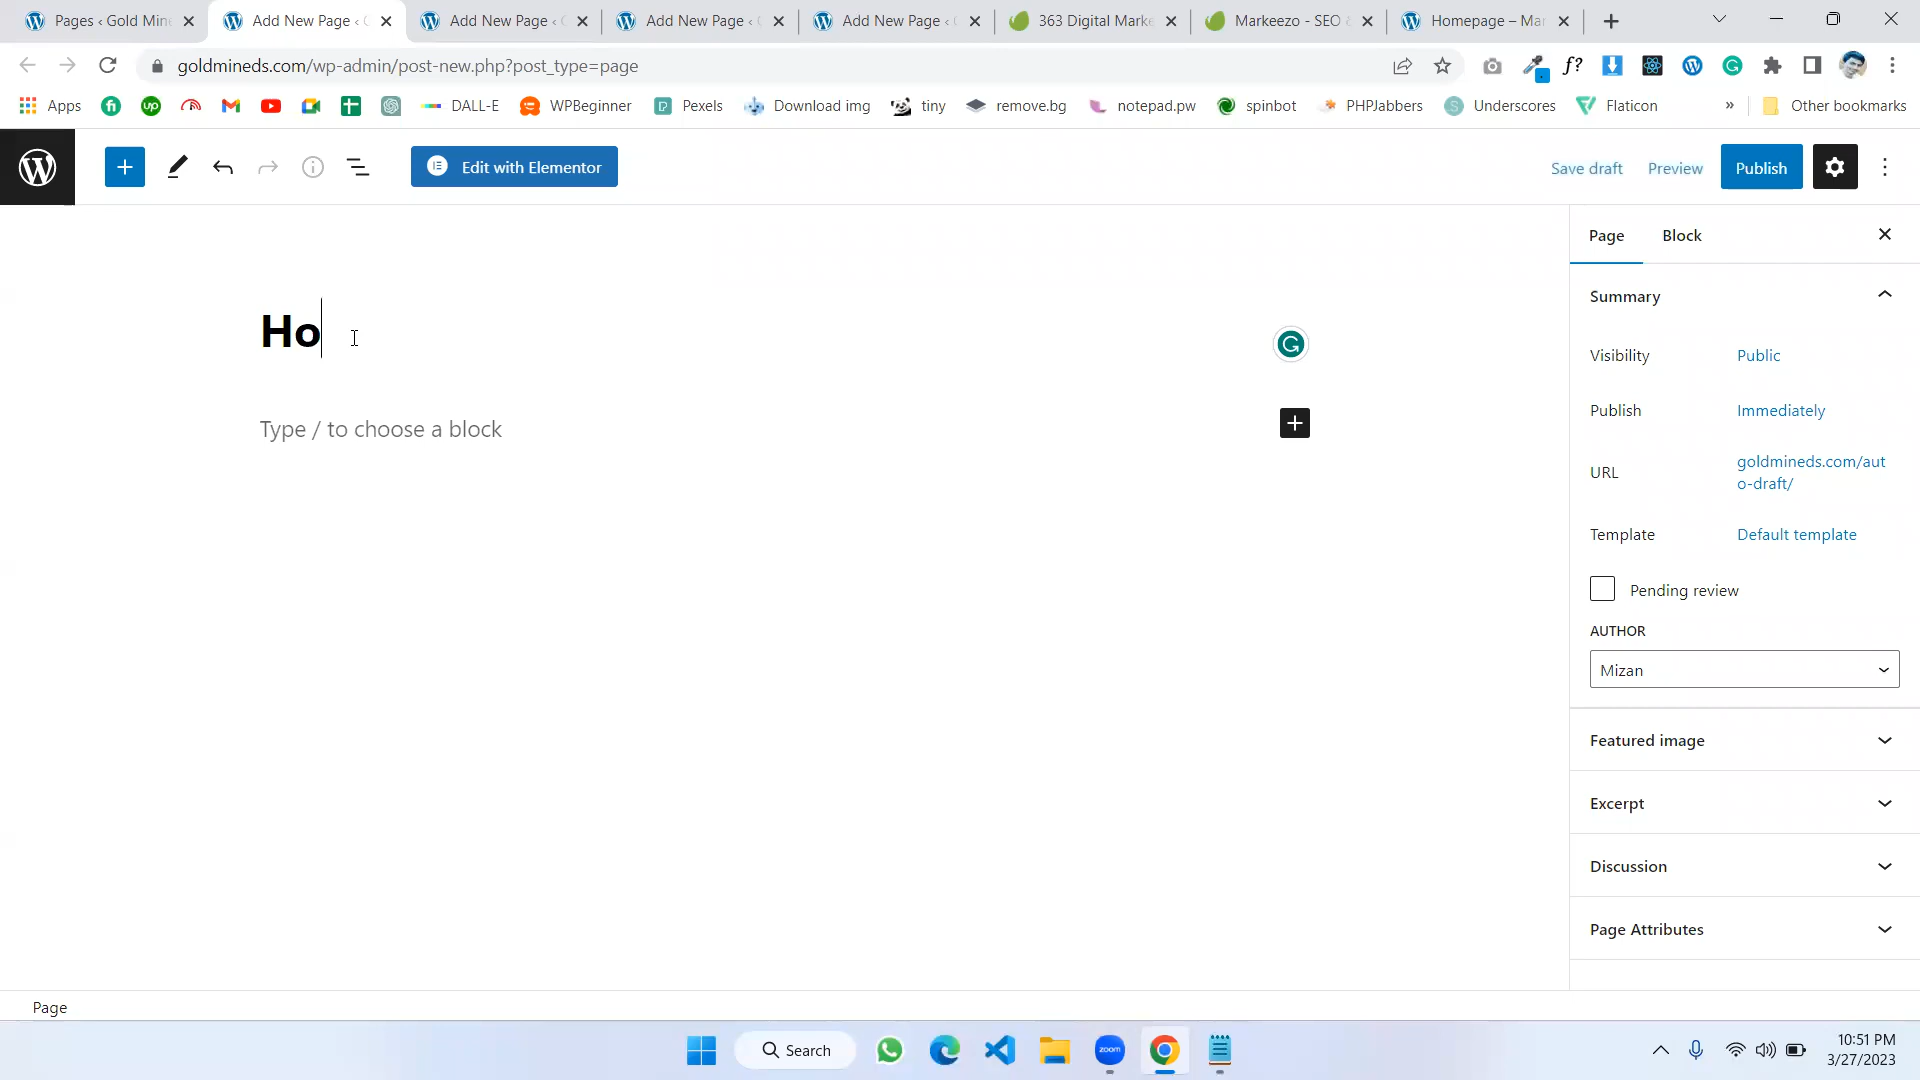 Pages ‹ Gold Min
Add New Page ‹
Add New Page ‹
Add New Page ‹
Add New Page ‹
363 Digital Marke
Markeezo - SEO
Homepage – Ma
goldmineds.com/wp-admin/post-new.php?post_type=page
f?
Apps
up
DALL-E
WPBeginner
Pexels
Download img
tiny
remove.bg
notepad.pw
spinbot
PHPJabbers
Underscores
Flaticon
»
Other bookmarks
Edit with Elementor
Save draft
Preview
Publish
Page
Block
Summary
Ho
Visibility
Public
Type / to choose a block
Publish
Immediately
URL
goldmineds.com/aut
o-draft/
Template
Default template
Pending review
AUTHOR
Mizan
Featured image
Excerpt
Discussion
Page Attributes
Page
Search
zoom
10:51 PM
3/27/2023